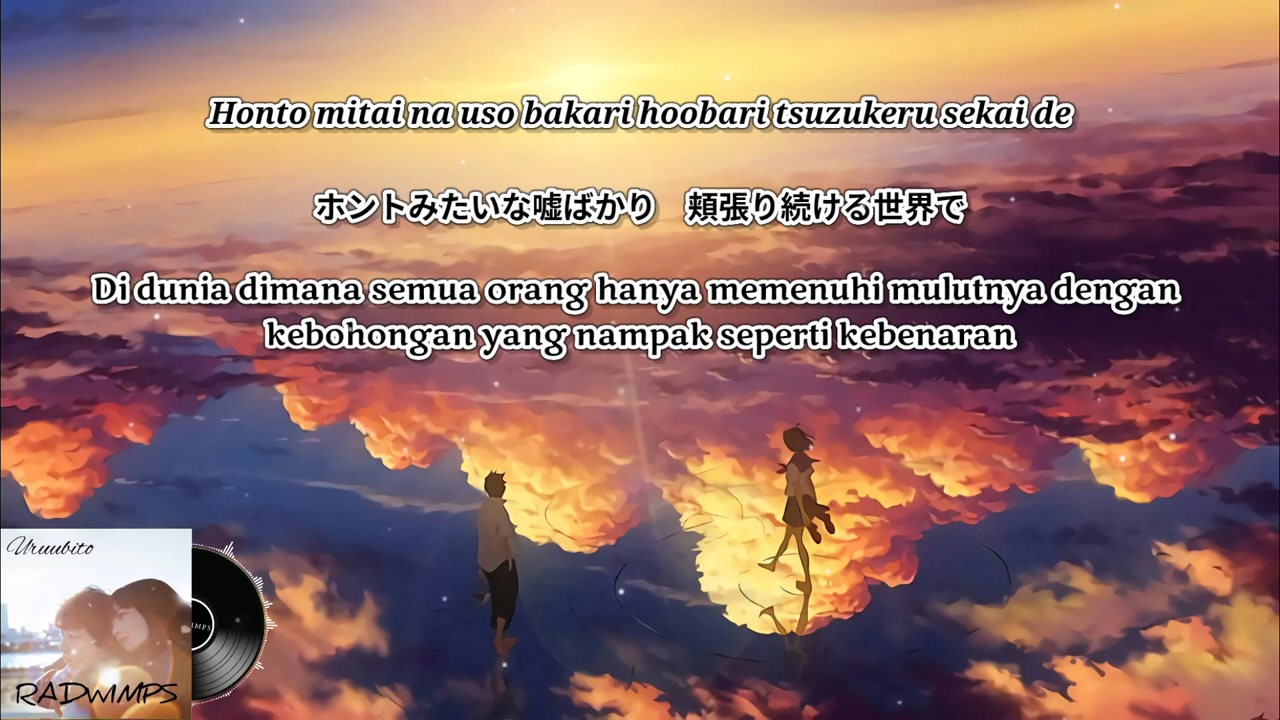 Honto mitai na uso bakari hoobari tsuzukeru sekai de
ホントみたいな嘘ばかり　頬張り続ける世界で
Di dunia dimana semua orang hanya memenuhi mulutnya dengan
kebohongan yang nampak seperti kebenaran
Uruubito
RADWIMPS